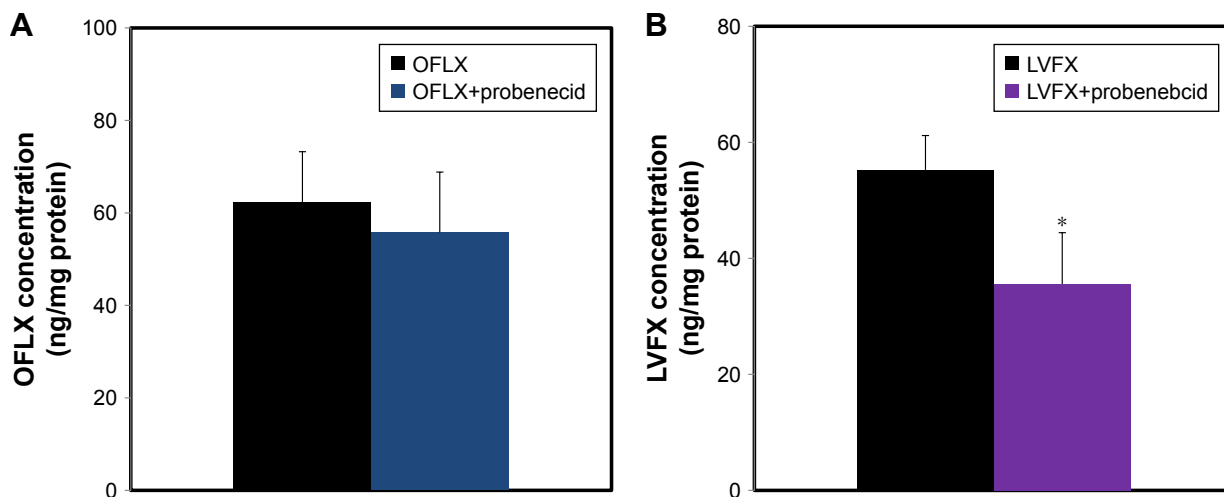 A
OFLX concentration
(ng/mg protein)
100
80
60
40
20
0
OFLX
OFLX+probenecid
B
LVFX concentration
(ng/mg protein)
80
60
40
20
0
LVFX
LVFX+probenebcid
*